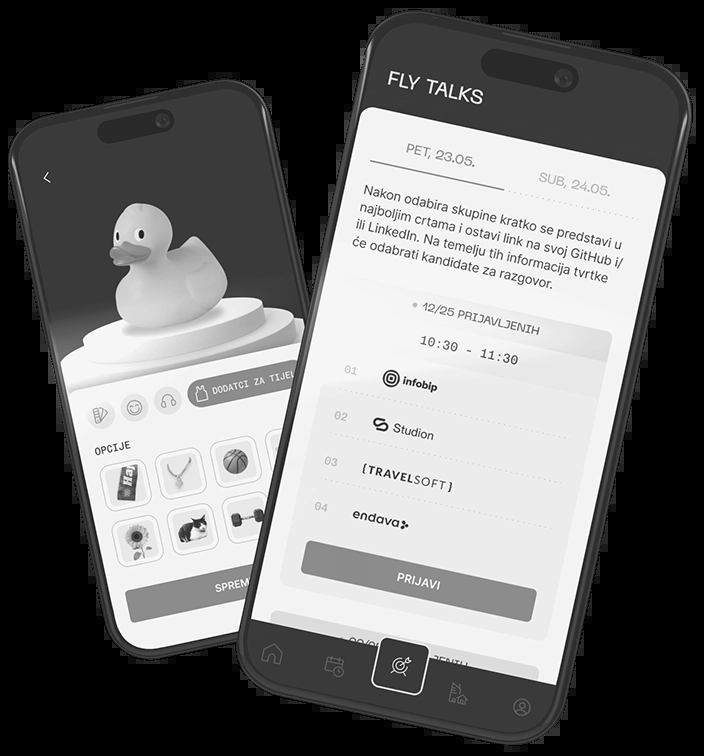 FLY TALKS
PET, 23.05.
SUB, 24.05.
Nakon odabira skupine kratko se predstavi u
najboljim crtama i ostavi link na svoj GitHub i/
ili LinkedIn. Na temelju tih informacija tvrtke
će odabrati kandidate za razgovor.
12/25 PRIJAVLJENIH
10:30 - 11:30
01 infobip
02 Studion
03 {TRAVELSOFT}
04 endava
PRIJAVI
DODATCI ZA TIJEL
OPCIJE
SPREM